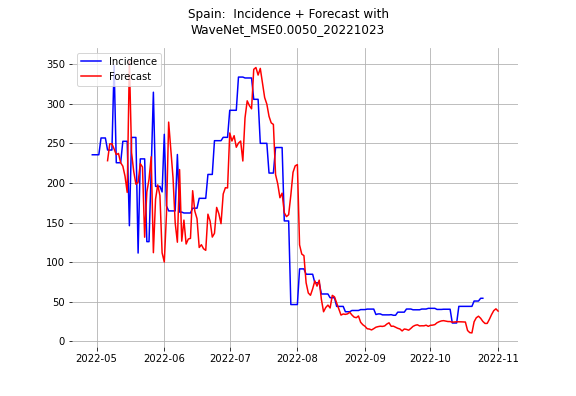 Spain:  Incidence + Forecast with
WaveNet_MSE0.0050_20221023
Incidence
Forecast
350
300
250
200
150
100
50
0
2022-05 2022-06 2022-07 2022-08 2022-09 2022-10 2022-11